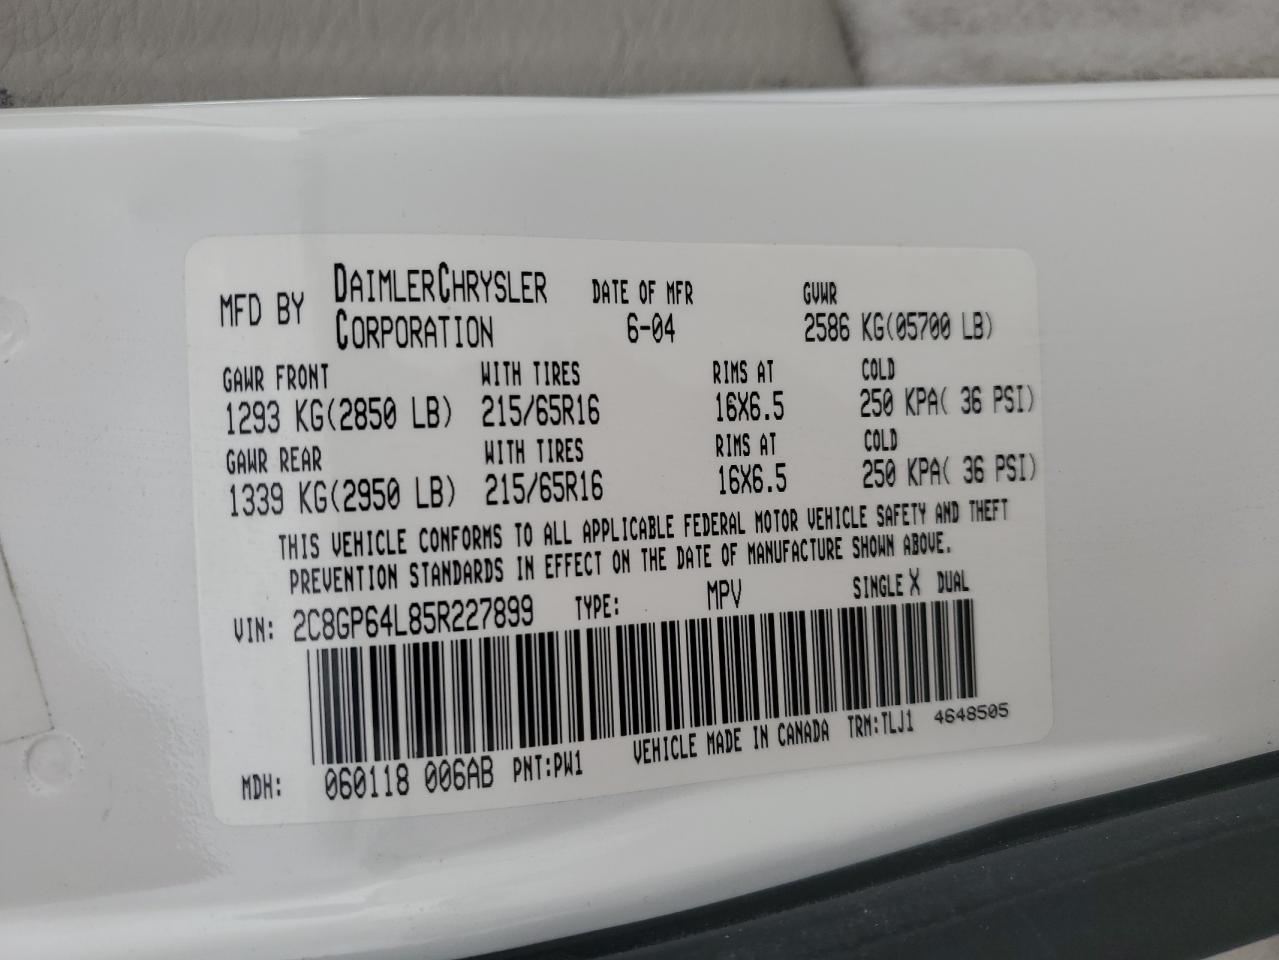 MFD BY DAIMLERCHRYSLER CORPORATION DATE OF MFR 6-04 GVWR 2586 KG(05700 LB)
GAWR FRONT WITH TIRES RIMS AT COLD
1293 KG(2850 LB) 215/65R16 16X6.5 250 KPA( 36 PSI)
GAWR REAR WITH TIRES RIMS AT COLD
1339 KG(2950 LB) 215/65R16 16X6.5 250 KPA( 36 PSI)
THIS VEHICLE CONFORMS TO ALL APPLICABLE FEDERAL MOTOR VEHICLE SAFETY AND THEFT
PREVENTION STANDARDS IN EFFECT ON THE DATE OF MANUFACTURE SHOWN ABOVE.
VIN: 2C8GP64L85R227899 TYPE: MPV SINGLE X DUAL
MDH: 060118 006AB PNT:PW1 VEHICLE MADE IN CANADA TRM:TLJ1 4648505